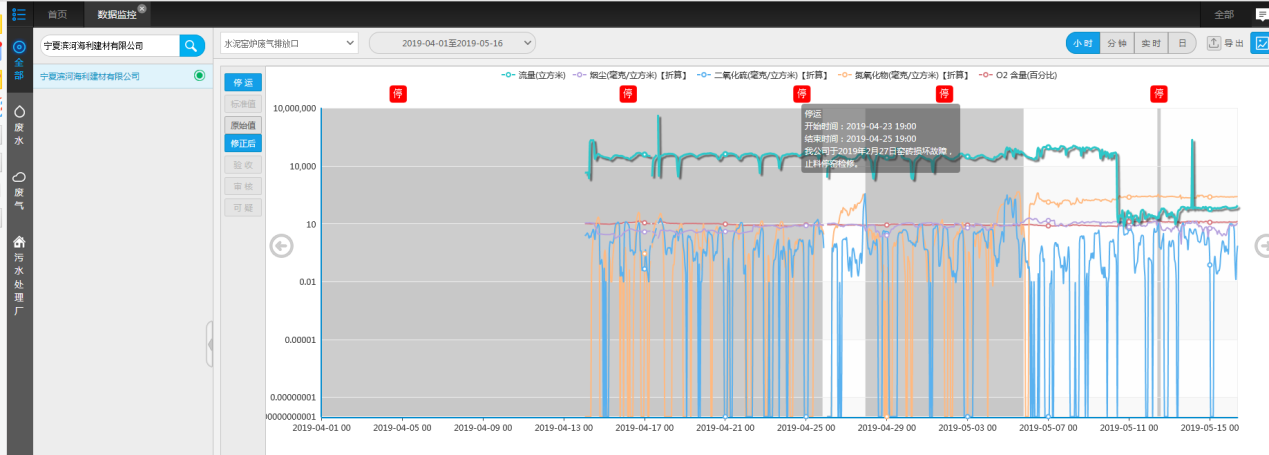 首页
数据监控
全部
宁夏滨河海利建材有限公司
水泥窑炉废气排放口
2019-04-01至2019-05-16
小时
分钟
实时
日
导出
全部
宁夏滨河海利建材有限公司
废水
废气
污水处理厂
停运
标准值
原始值
修正后
验收
审核
可疑
流量(立方米)
烟尘(毫克/立方米)【折算】
二氧化硫(毫克/立方米)【折算】
氮氧化物(毫克/立方米)【折算】
O2 含量(百分比)
停
停
停
停
停
停运
开始时间：2019-04-23 19:00
结束时间：2019-04-25 19:00
我公司于2019年2月27日空砖损坏故障，
止料停窑检修。
10,000,000
10,000
10
0.01
0.00001
0.00000001
00000000001
2019-04-01 00
2019-04-05 00
2019-04-09 00
2019-04-13 00
2019-04-17 00
2019-04-21 00
2019-04-25 00
2019-04-29 00
2019-05-03 00
2019-05-07 00
2019-05-11 00
2019-05-15 00